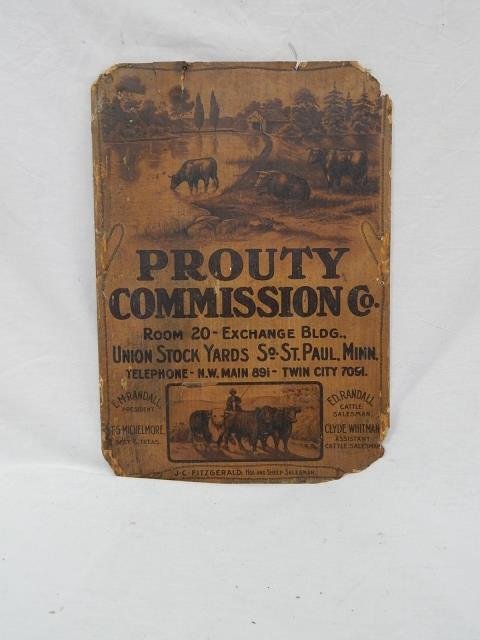 PROUTY
COMMISSION CO.
ROOM 20 - EXCHANGE BLDG.,
UNION STOCK YARDS SO. ST. PAUL, MINN.
TELEPHONE - N.W. MAIN 891 - TWIN CITY 7051.
E.M. RANDALL,
PRESIDENT.
F.S. MICHELMORE,
SECY & TREAS.
E.D. RANDALL,
CATTLE
SALESMAN.
CLYDE WHITMAN
ASSISTANT
CATTLE SALESMAN
J.C. FITZGERALD, HOG AND SHEEP SALESMAN.